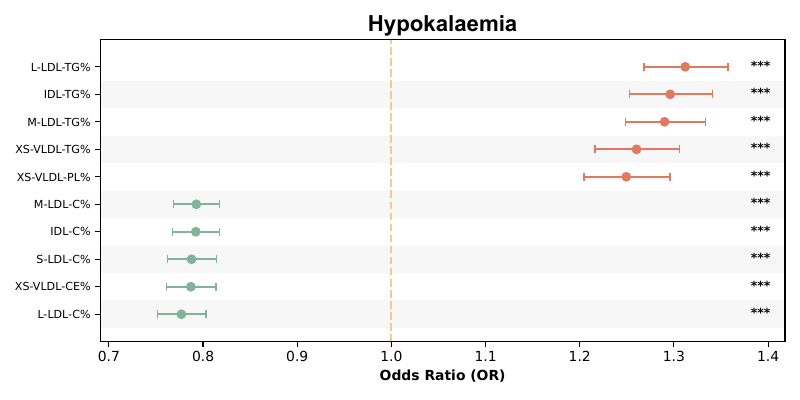 Hypokalaemia
L-LDL-TG% ***
IDL-TG% ***
M-LDL-TG% ***
XS-VLDL-TG% ***
XS-VLDL-PL% ***
M-LDL-C% ***
IDL-C% ***
S-LDL-C% ***
XS-VLDL-CE% ***
L-LDL-C% ***
0.7 0.8 0.9 1.0 1.1 1.2 1.3 1.4
Odds Ratio (OR)